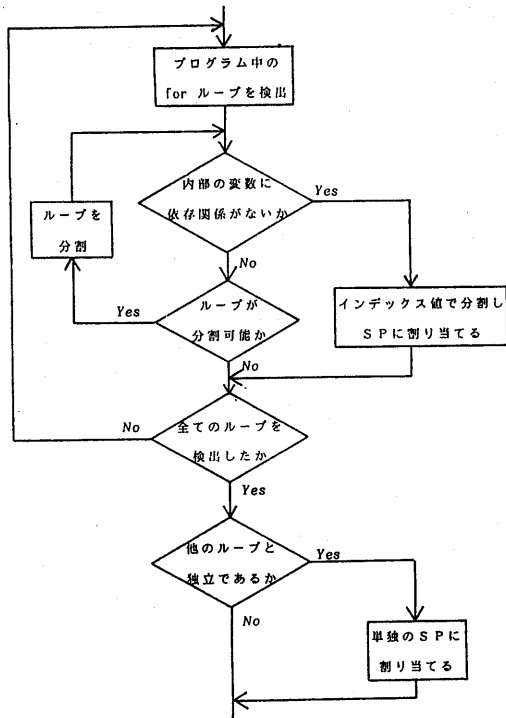 プログラム中の
for ループを検出
内部の変数に
依存関係がないか
Yes
ループを
分割
No
ループが
分割可能か
Yes
インデックス値で分割し
SPに割り当てる
No
全てのループを
検出したか
No
Yes
他のループと
独立であるか
Yes
No
単独のSPに
割り当てる